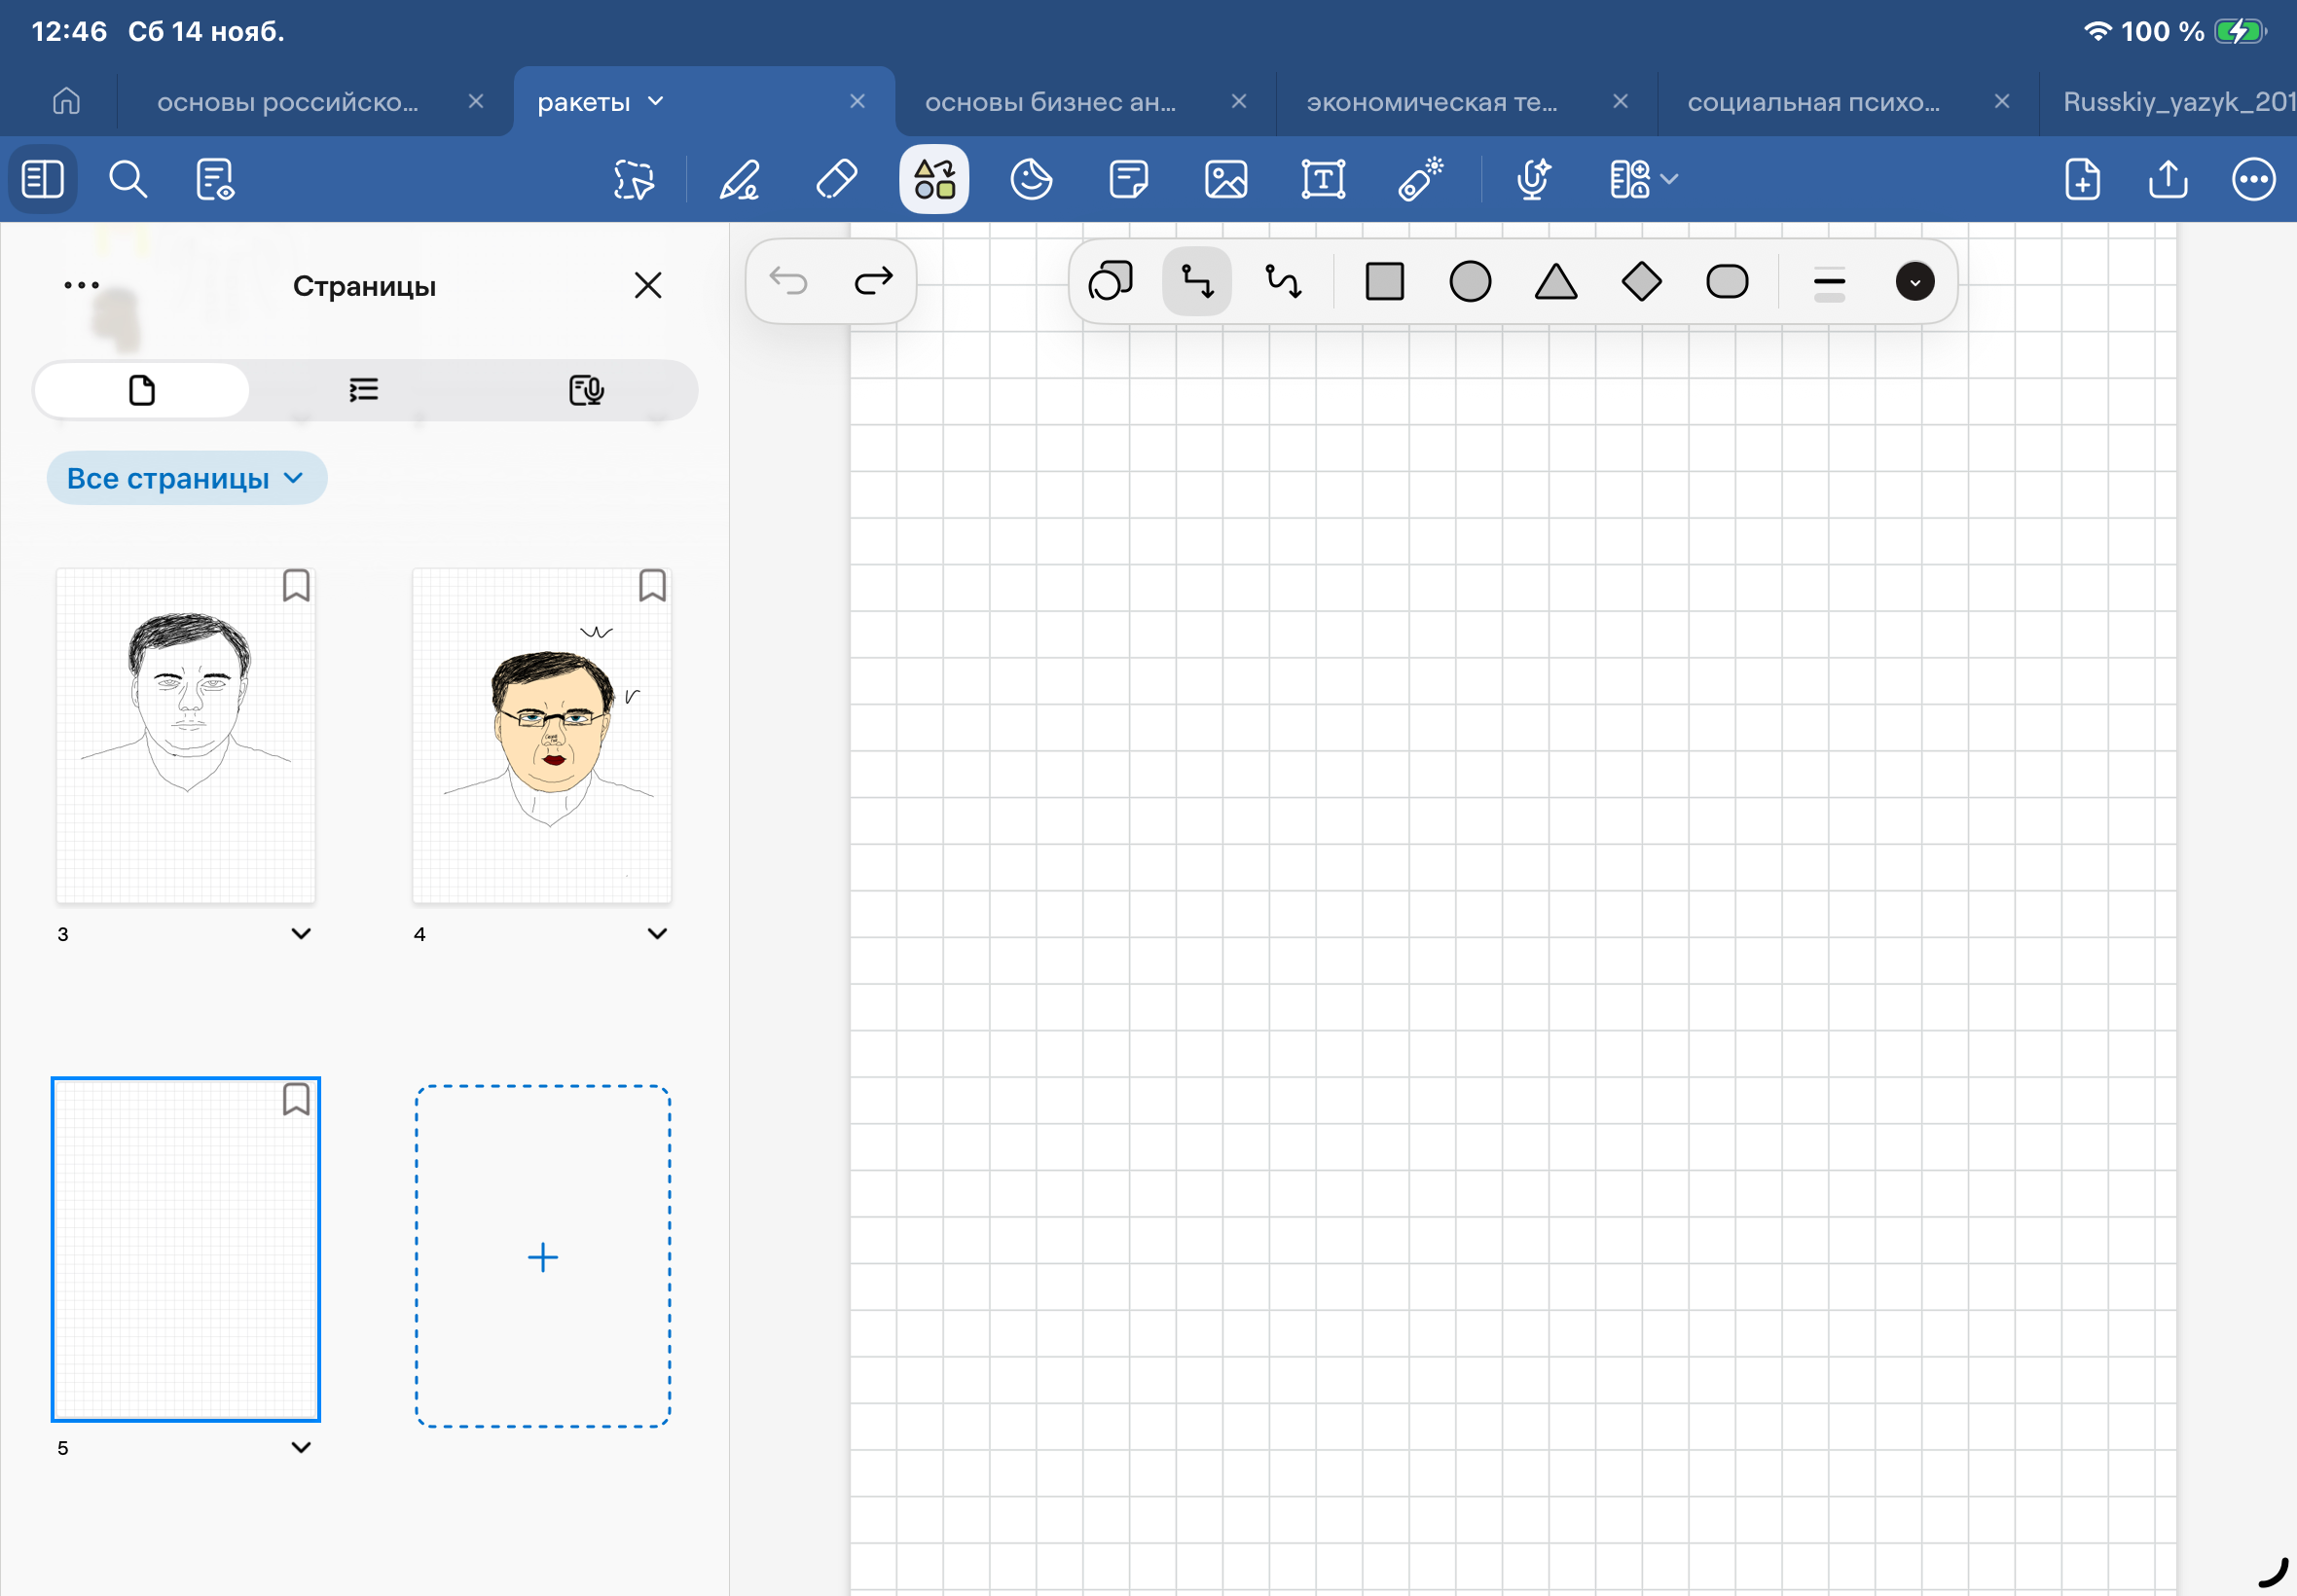 12:46 Сб 14 нояб. 100 %
основы российско... ракеты основы бизнес ан... экономическая те... социальная психо... Russkiy_yazyk_201
Страницы
Все страницы
3 4
5